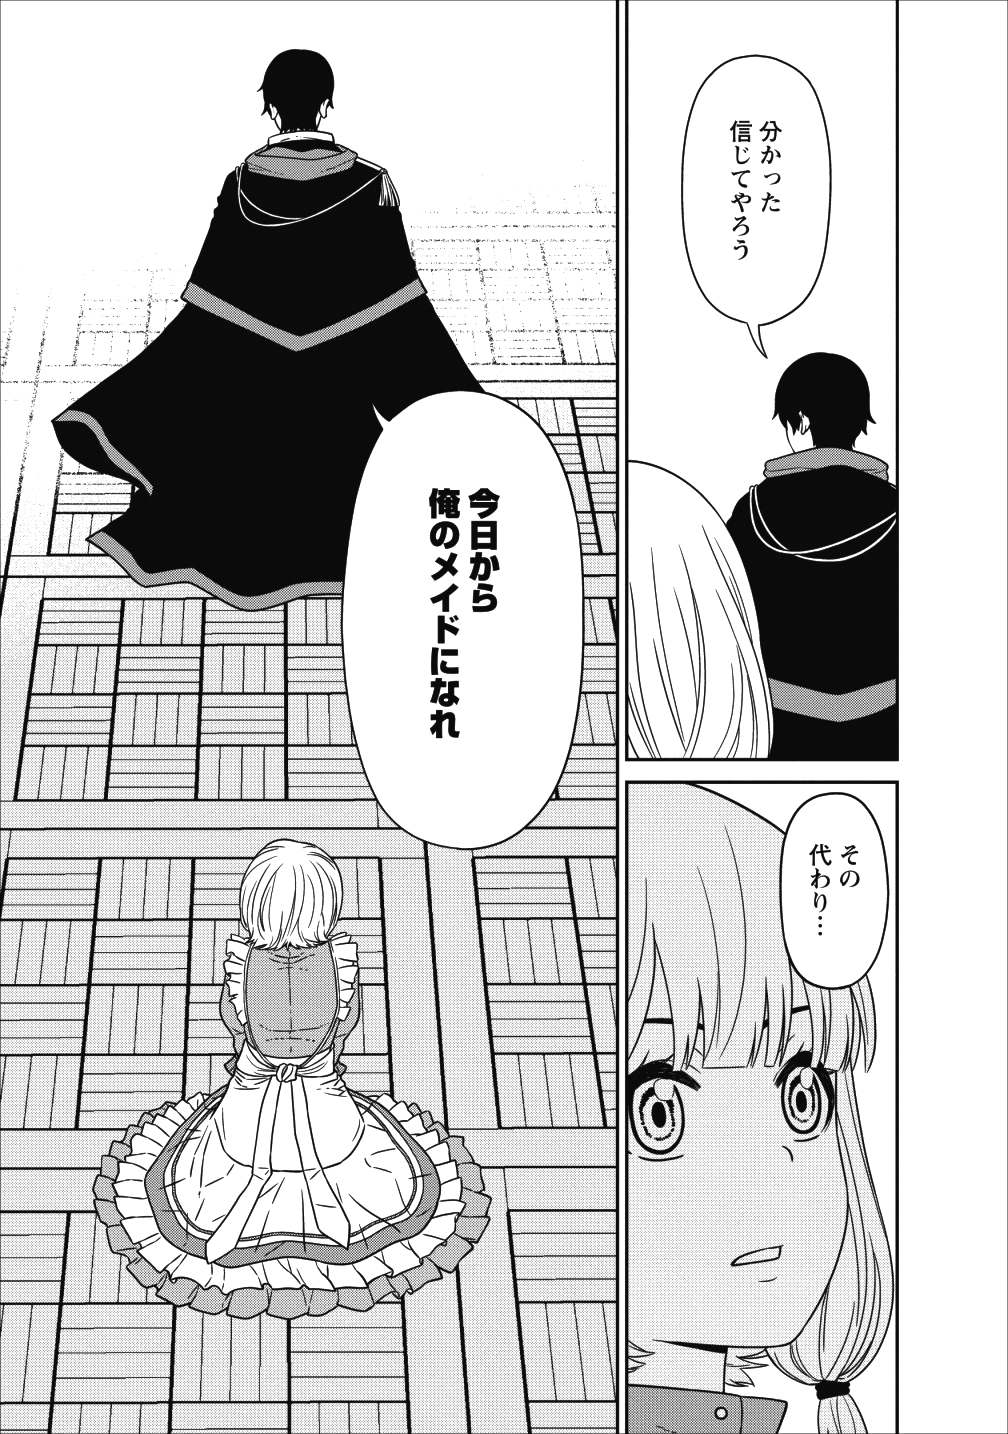 分かった
信じてやろう
その
代わり…
今日から
俺のメイドになれ